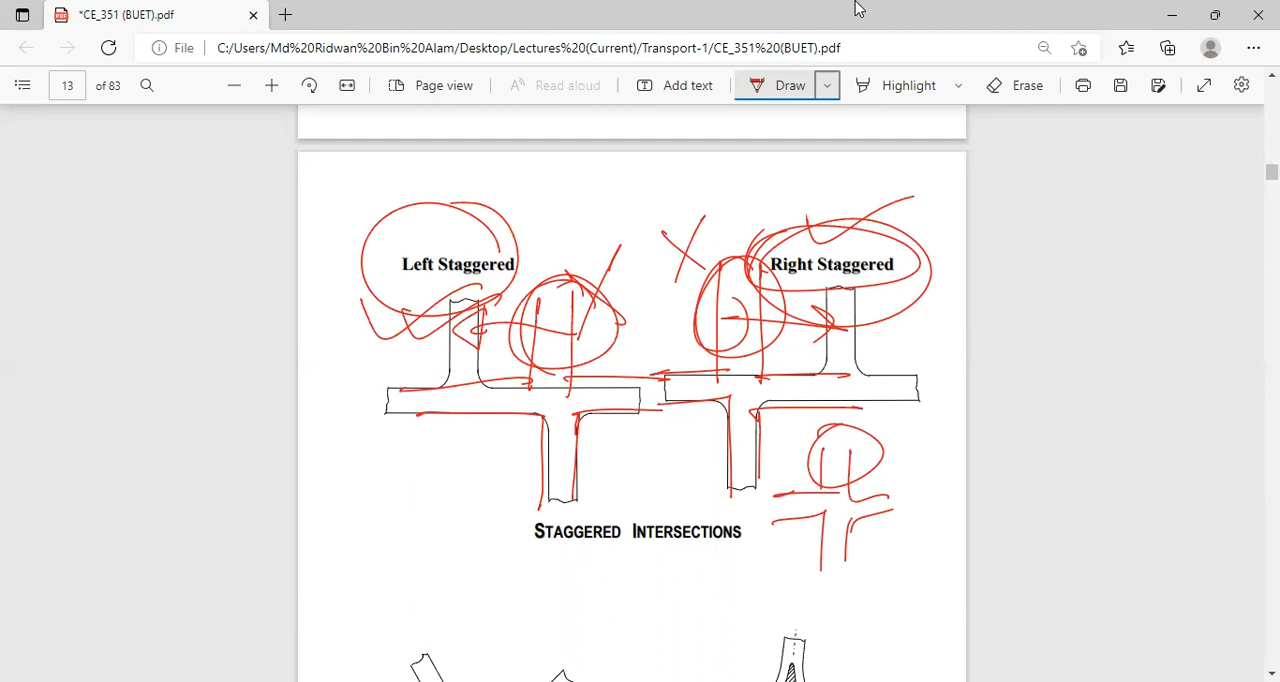 *CE_351 (BUET).pdf
File C:/Users/Md%20Ridwan%20Bin%20Alam/Desktop/Lectures%20(Current)/Transport-1/CE_351%20(BUET).pdf
13 of 83 Page view Read aloud Add text Draw Highlight Erase
Left Staggered Right Staggered
STAGGERED INTERSECTIONS